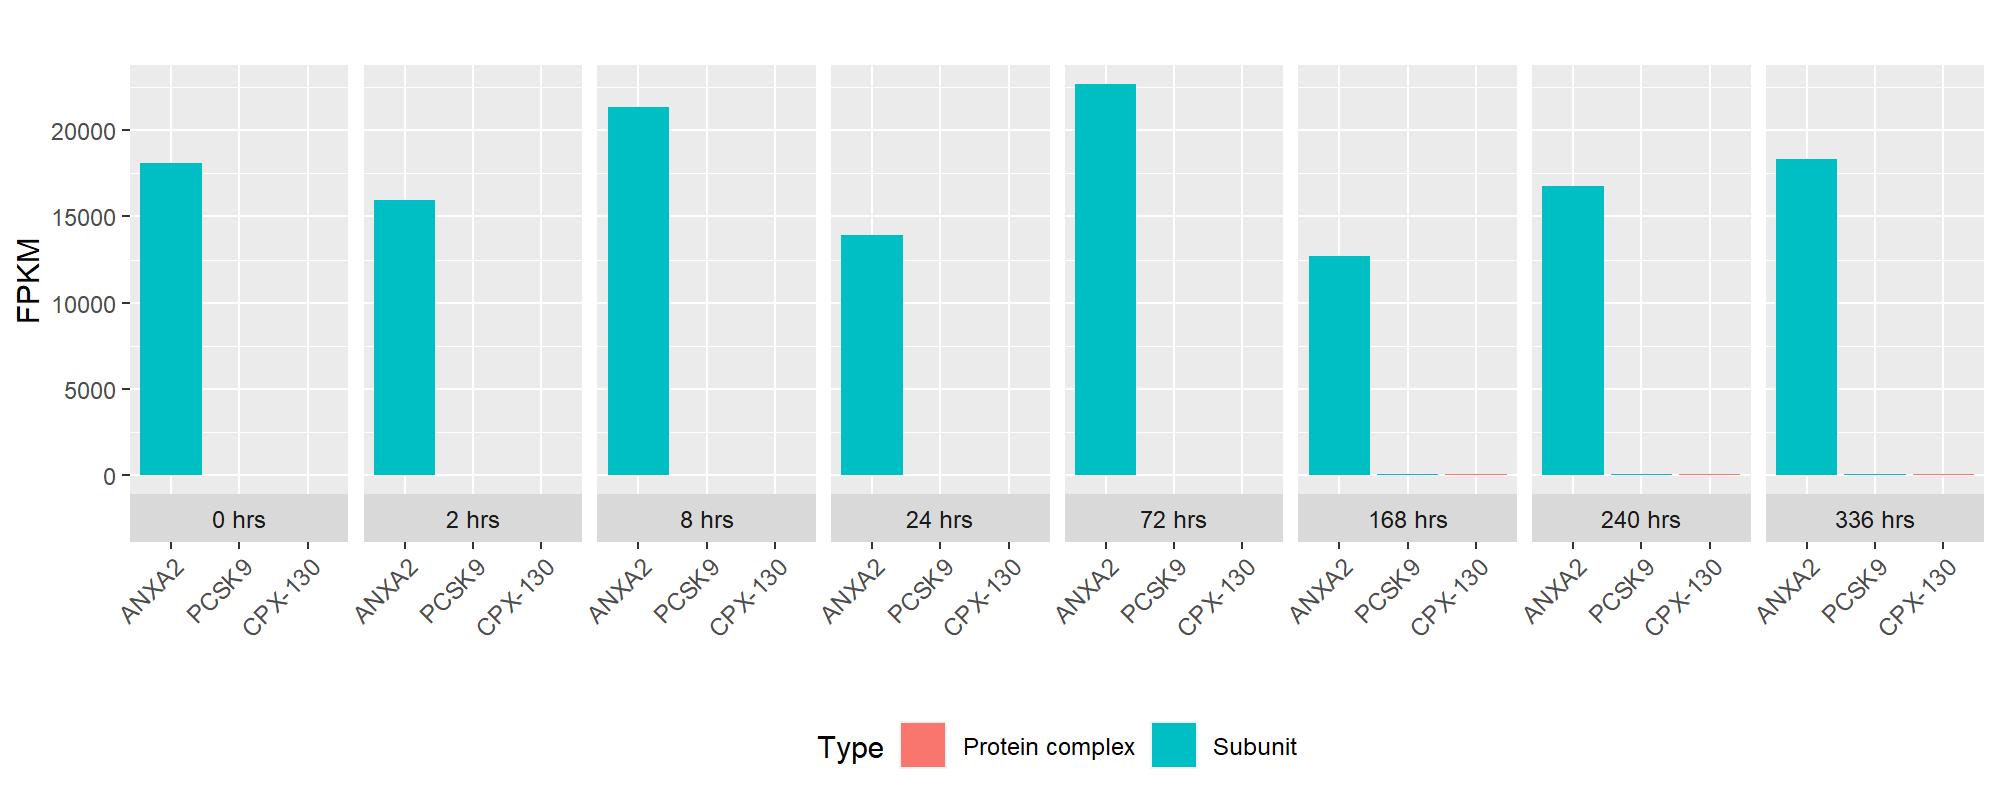 FPKM
20000
15000
10000
5000
0
0 hrs 2 hrs 8 hrs 24 hrs 72 hrs 168 hrs 240 hrs 336 hrs
ANXA2 PCSK9 CPX-130 ANXA2 PCSK9 CPX-130 ANXA2 PCSK9 CPX-130 ANXA2 PCSK9 CPX-130 ANXA2 PCSK9 CPX-130 ANXA2 PCSK9 CPX-130 ANXA2 PCSK9 CPX-130 ANXA2 PCSK9 CPX-130
Type Protein complex Subunit